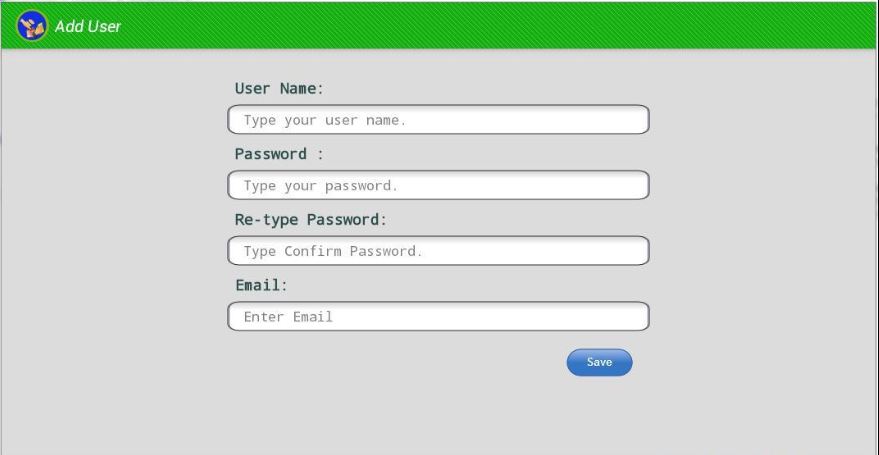 Add User
User Name:
Type your user name.
Password :
Type your password.
Re-type Password:
Type Confirm Password.
Email:
Enter Email
Save